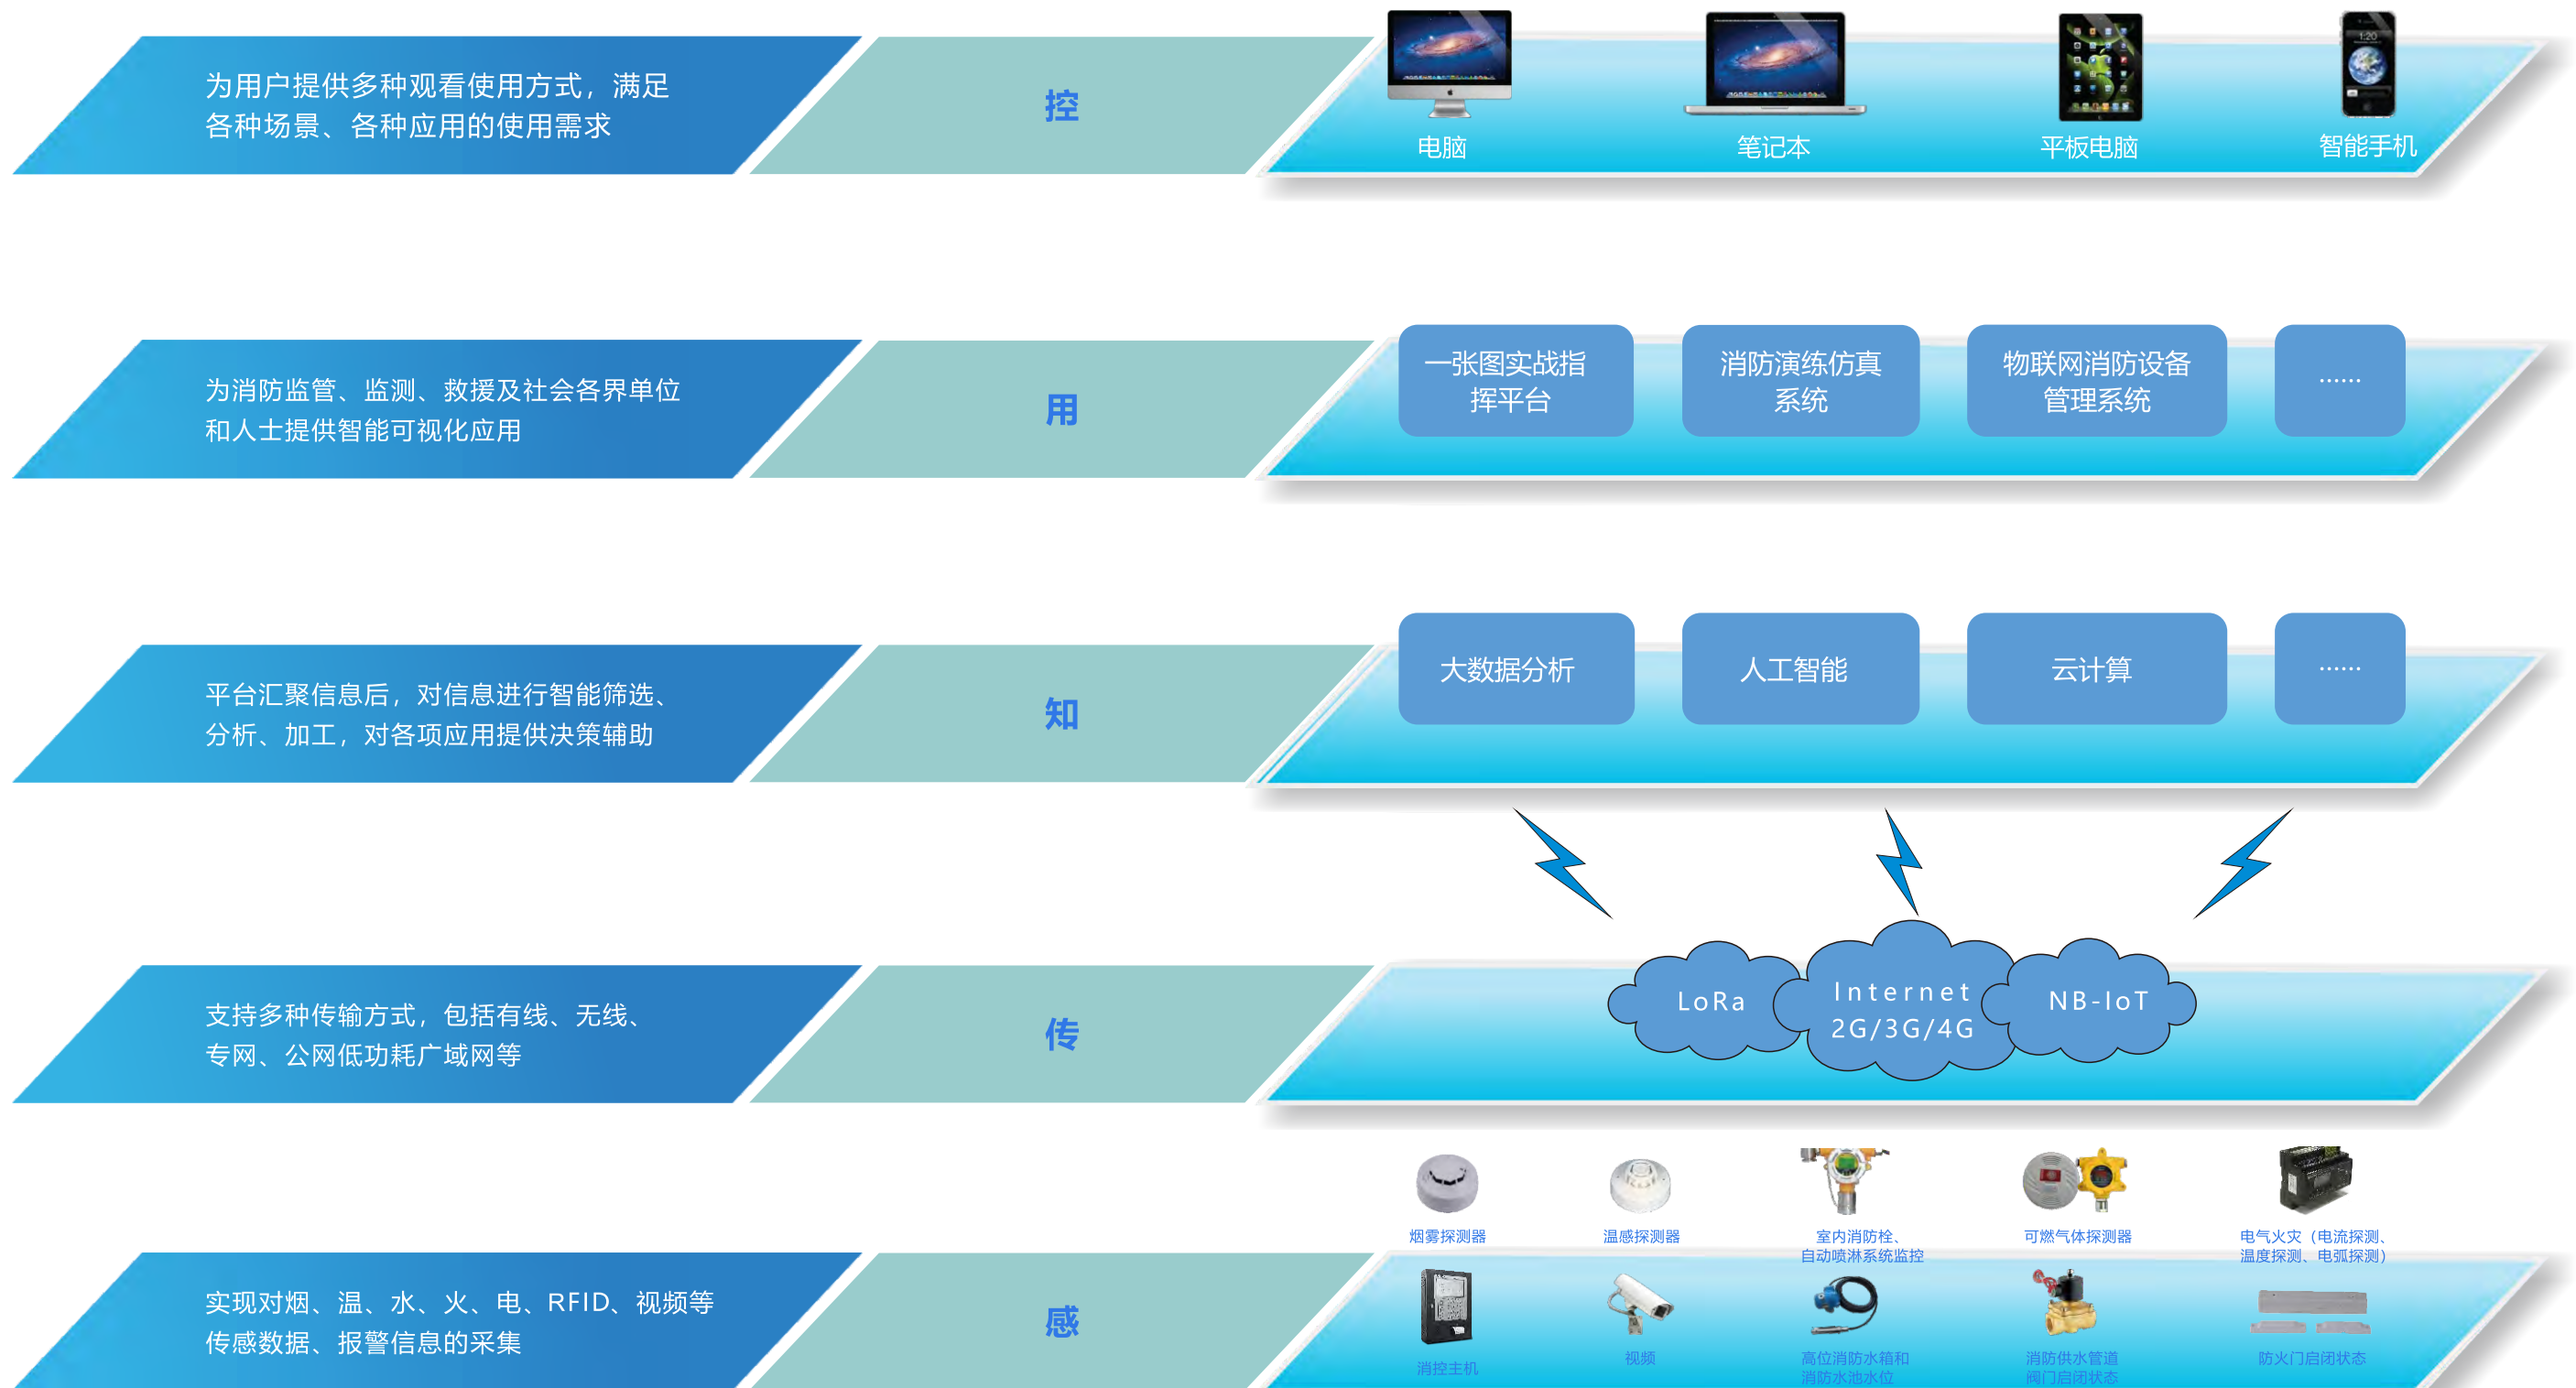 为用户提供多种观看使用方式，满足
各种场景、各种应用的使用需求
控
1:20
电脑
笔记本
平板电脑
智能手机
为消防监管、监测、救援及社会各界单位
和人士提供智能可视化应用
用
一张图实战指
挥平台
消防演练仿真
系统
物联网消防设备
管理系统
……
平台汇聚信息后，对信息进行智能筛选、
分析、加工，对各项应用提供决策辅助
知
大数据分析
人工智能
云计算
……
支持多种传输方式，包括有线、无线、
专网、公网低功耗广域网等
传
LoRa
Internet
2G/3G/4G
NB-IoT
实现对烟、温、水、火、电、RFID、视频等
传感数据、报警信息的采集
感
烟雾探测器
温感探测器
室内消防栓、
自动喷淋系统监控
可燃气体探测器
电气火灾（电流探测、
温度探测、电弧探测）
消控主机
视频
高位消防水箱和
消防水池水位
消防供水管道
阀门启闭状态
防火门启闭状态